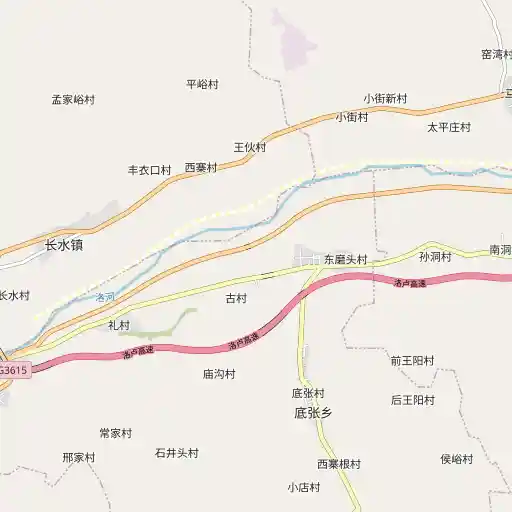 窑湾村
平峪村
孟家峪村
小街新村
小街村
太平庄村
王伙村
西寨村
丰衣口村
长水镇
南洞
孙洞村
东磨头村
洛卢高速
长水村
洛河
古村
礼村
洛卢高速
洛卢高速
G3615
庙沟村
前王阳村
后王阳村
底张村
底张乡
常家村
石井头村
邢家村
西寨根村
侯峪村
小店村